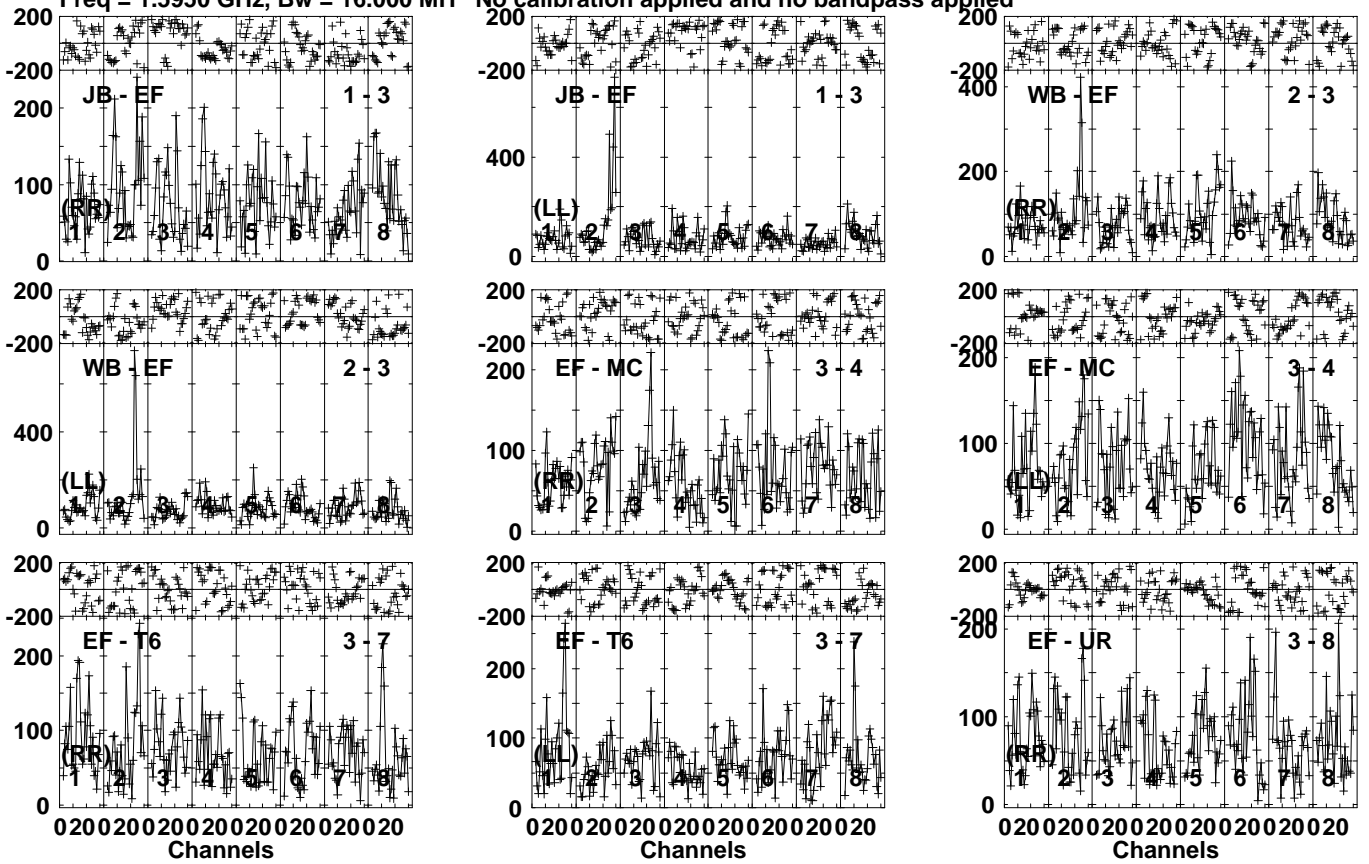 Freq = 1.5950 GHz, Bw = 16.000 MH No calibration applied and no bandpass applied
200 200 200
-200 -200 -200
JB - EF 1 - 3 JB - EF 1 - 3 WB - EF 2 - 3
200 400
400
100 200
(RR) (LL) (RR)
1 2 3 4 5 6 7 8 1 2 3 4 5 6 7 8 1 2 3 4 5 6 7 8
0 0 0
200 200 200
-200 -200 -200
WB - EF 2 - 3 EF - MC 3 - 4 EF - MC 3 - 4
200 200
400 100 100
(LL) (RR) (LL)
1 2 3 4 5 6 7 8 1 2 3 4 5 6 7 8 1 2 3 4 5 6 7 8
0 0 0
200 200 200
-200 -200 -200
EF - T6 3 - 7 EF - T6 3 - 7 EF - UR 3 - 8
200 200 200
100 100 100
(RR) (LL) (RR)
1 2 3 4 5 6 7 8 1 2 3 4 5 6 7 8 1 2 3 4 5 6 7 8
0 0 0
0 20 0 20 0 20 0 20 0 20 0 20 0 20 0 20 0 20 0 20 0 20 0 20 0 20 0 20 0 20 0 20 0 20 0 20 0 20 0 20 0 20 0 20 0 20 0 20
Channels Channels Channels